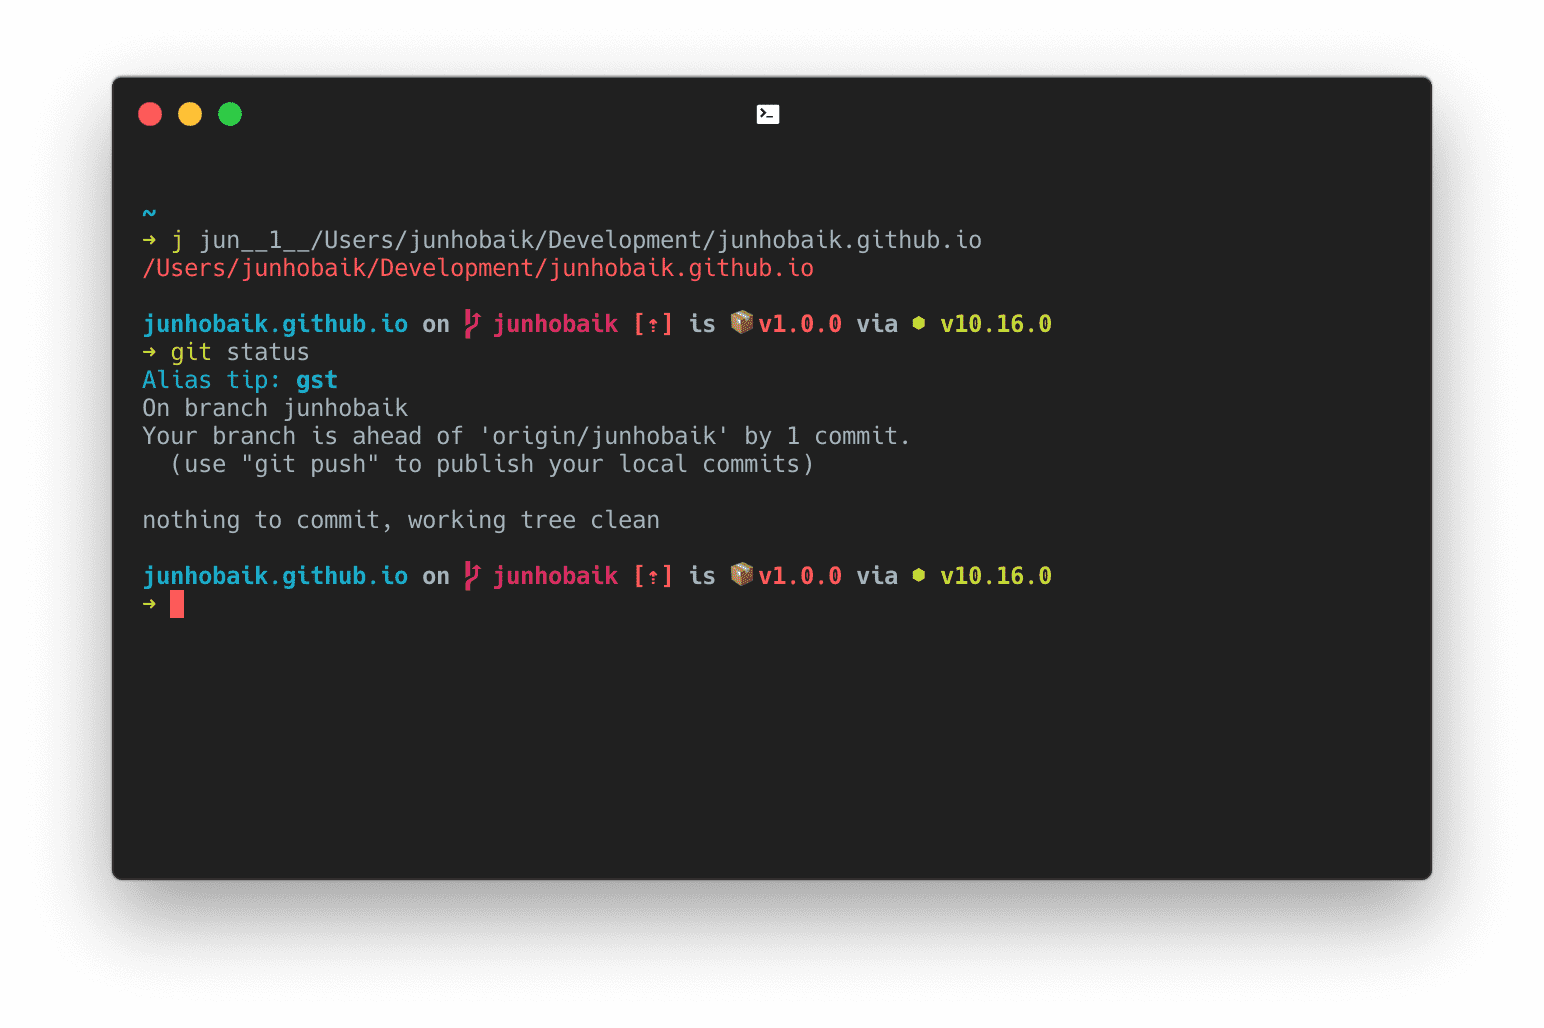 ~
➜ j jun__1__/Users/junhobaik/Development/junhobaik.github.io
/Users/junhobaik/Development/junhobaik.github.io
junhobaik.github.io on junhobaik [⇡] is 📦v1.0.0 via ⬢ v10.16.0
➜ git status
Alias tip: gst
On branch junhobaik
Your branch is ahead of 'origin/junhobaik' by 1 commit.
  (use "git push" to publish your local commits)
nothing to commit, working tree clean
junhobaik.github.io on junhobaik [⇡] is 📦v1.0.0 via ⬢ v10.16.0
➜